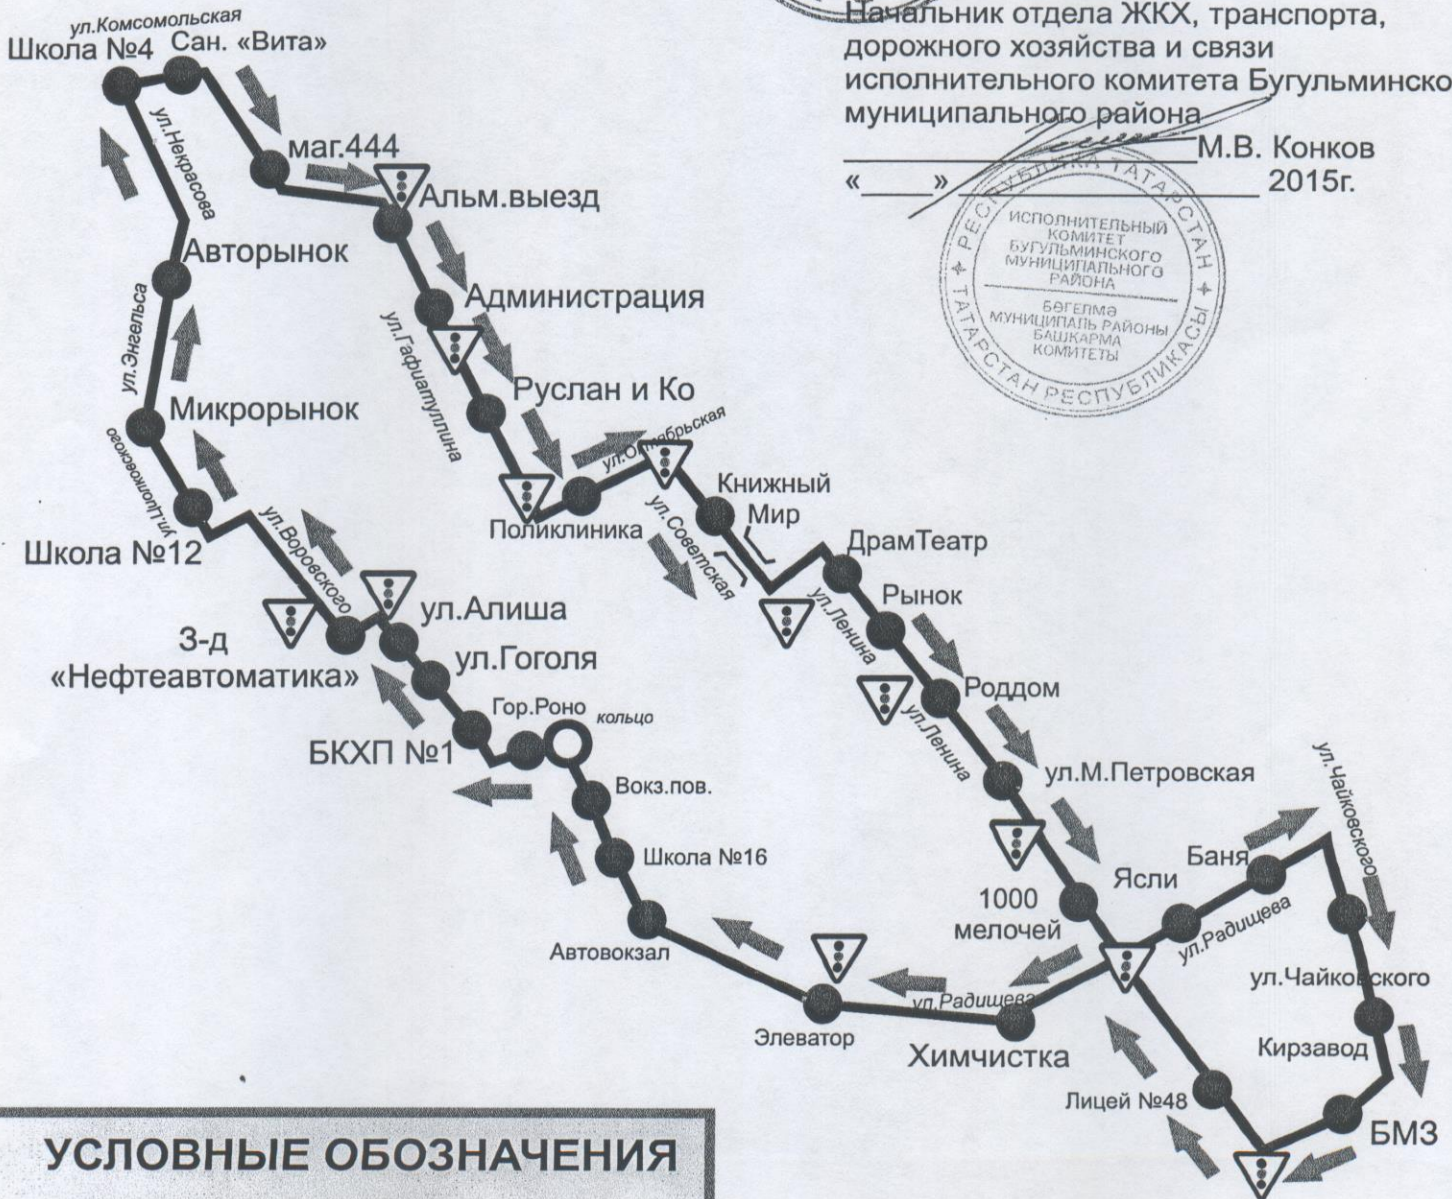 Начальник отдела ЖКХ, транспорта,
дорожного хозяйства и связи
исполнительного комитета Бугульминско
муниципального района
М.В. Конков
«____» 2015г.
РЕСПУБЛИКА ТАТАРСТАН
ТАТАРСТАН РЕСПУБЛИКАСЫ
ИСПОЛНИТЕЛЬНЫЙ
КОМИТЕТ
БУГУЛЬМИНСКОГО
МУНИЦИПАЛЬНОГО
РАЙОНА
БӨГЕЛМӘ
МУНИЦИПАЛЬ РАЙОНЫ
БАШКАРМА
КОМИТЕТЫ
ул.Комсомольская
Школа №4
Сан. «Вита»
ул.Некрасова
маг.444
Альм.выезд
Авторынок
Администрация
ул.Энгельса
ул.Гафиатуллина
Микрорынок
Руслан и Ко
ул.Октябрьская
ул.Циолковского
Книжный
Мир
Поликлиника
ул.Советская
Школа №12
ул.Воровского
ДрамТеатр
Рынок
ул.Ленина
ул.Алиша
З-д
«Нефтеавтоматика»
ул.Гоголя
Роддом
ул.Ленина
Гор.Роно
кольцо
БКХП №1
ул.М.Петровская
ул.Чайковского
Вокз.пов.
Школа №16
Баня
Ясли
1000
мелочей
ул.Радищева
Автовокзал
ул.Чайковского
ул.Радищева
Элеватор
Химчистка
Кирзавод
Лицей №48
БМЗ
УСЛОВНЫЕ ОБОЗНАЧЕНИЯ